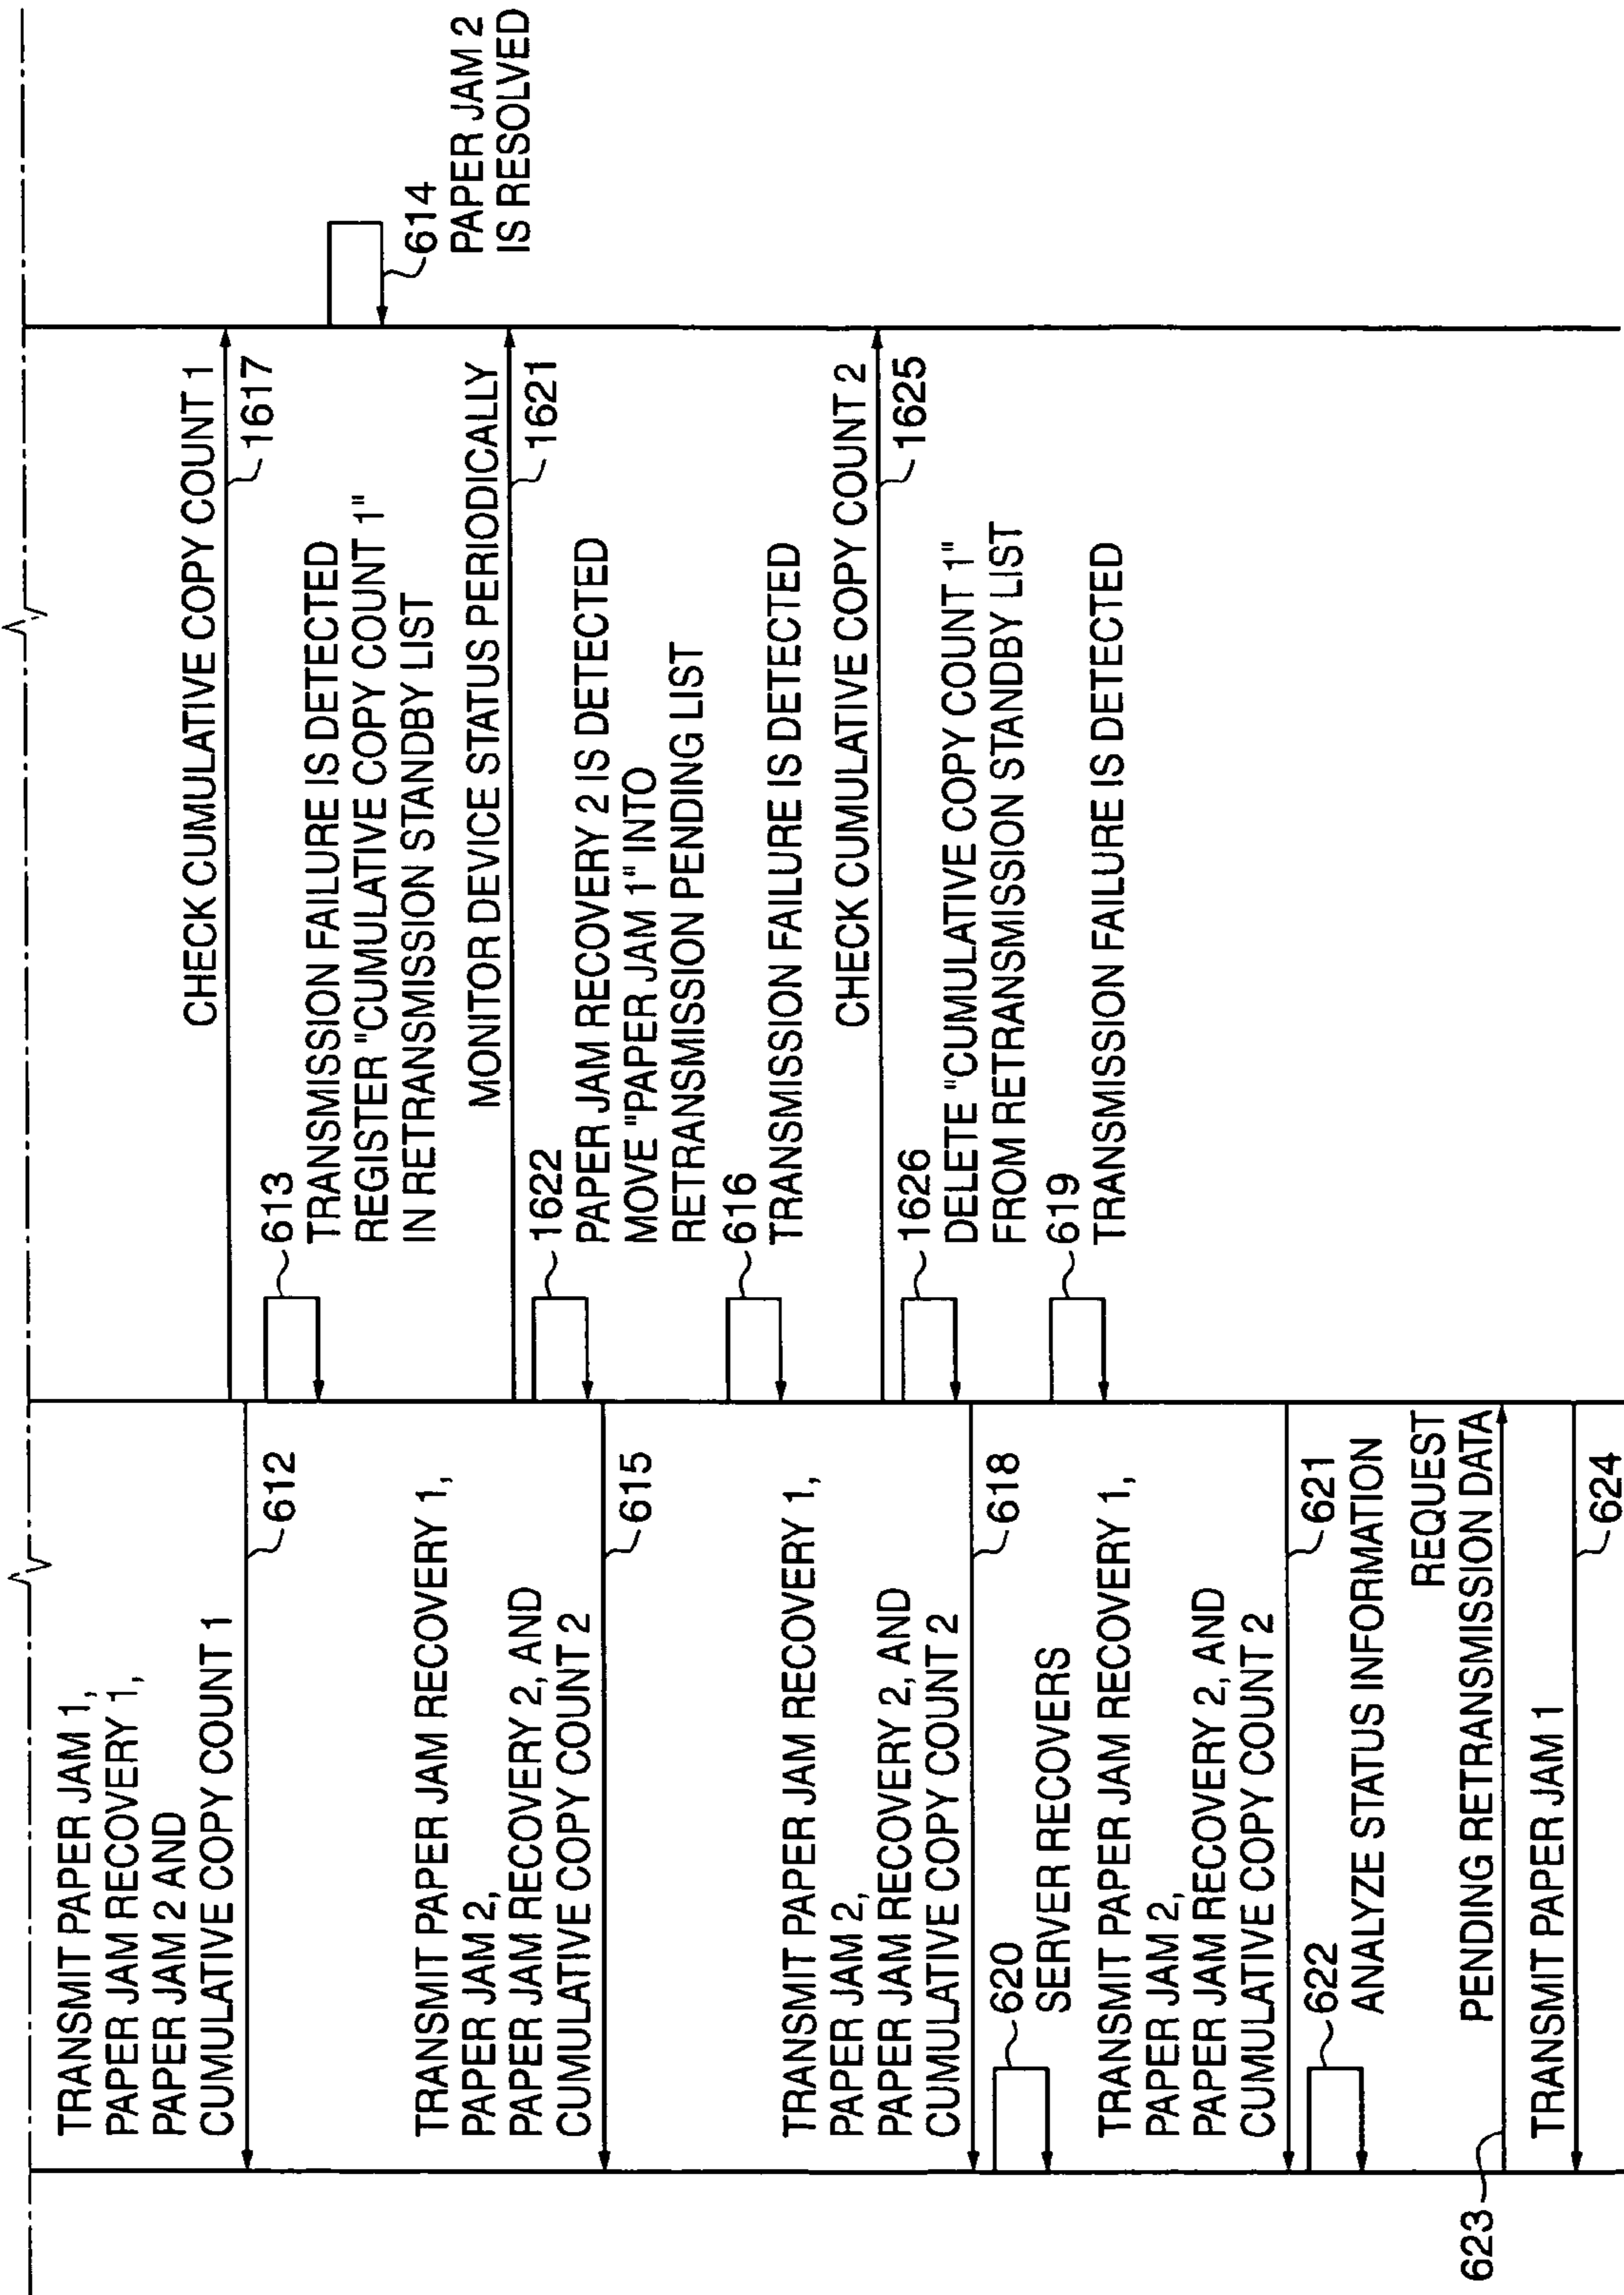 TRANSMIT PAPER JAM 1,
PAPER JAM RECOVERY 1,
PAPER JAM 2 AND
CUMULATIVE COPY COUNT 1
612
CHECK CUMULATIVE COPY COUNT 1
1617
613
TRANSMISSION FAILURE IS DETECTED
REGISTER "CUMULATIVE COPY COUNT 1"
IN RETRANSMISSION STANDBY LIST
614
PAPER JAM 2
IS RESOLVED
MONITOR DEVICE STATUS PERIODICALLY
1621
1622
PAPER JAM RECOVERY 2 IS DETECTED
MOVE "PAPER JAM 1" INTO
RETRANSMISSION PENDING LIST
TRANSMIT PAPER JAM RECOVERY 1,
PAPER JAM 2,
PAPER JAM RECOVERY 2, AND
CUMULATIVE COPY COUNT 2
615
616
TRANSMISSION FAILURE IS DETECTED
CHECK CUMULATIVE COPY COUNT 2
1625
1626
DELETE "CUMULATIVE COPY COUNT 1"
FROM RETRANSMISSION STANDBY LIST
TRANSMIT PAPER JAM RECOVERY 1,
PAPER JAM 2,
PAPER JAM RECOVERY 2, AND
CUMULATIVE COPY COUNT 2
618
619
TRANSMISSION FAILURE IS DETECTED
620
SERVER RECOVERS
TRANSMIT PAPER JAM RECOVERY 1,
PAPER JAM 2,
PAPER JAM RECOVERY 2, AND
CUMULATIVE COPY COUNT 2
621
622
ANALYZE STATUS INFORMATION
REQUEST
PENDING RETRANSMISSION DATA
623
TRANSMIT PAPER JAM 1
624